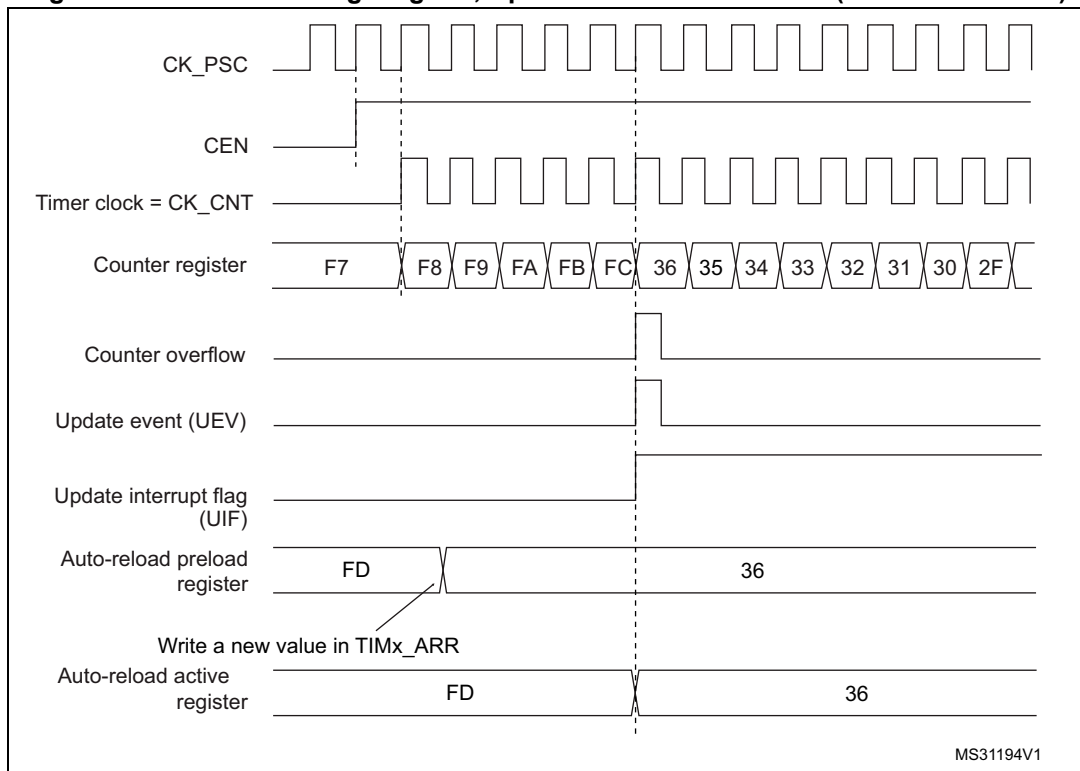 CK_PSC
CEN
Timer clock = CK_CNT
Counter register F7 F8 F9 FA FB FC 36 35 34 33 32 31 30 2F
Counter overflow
Update event (UEV)
Update interrupt flag
(UIF)
Auto-reload preload
register
FD 36
Write a new value in TIMx_ARR
Auto-reload active
register
FD 36
MS31194V1